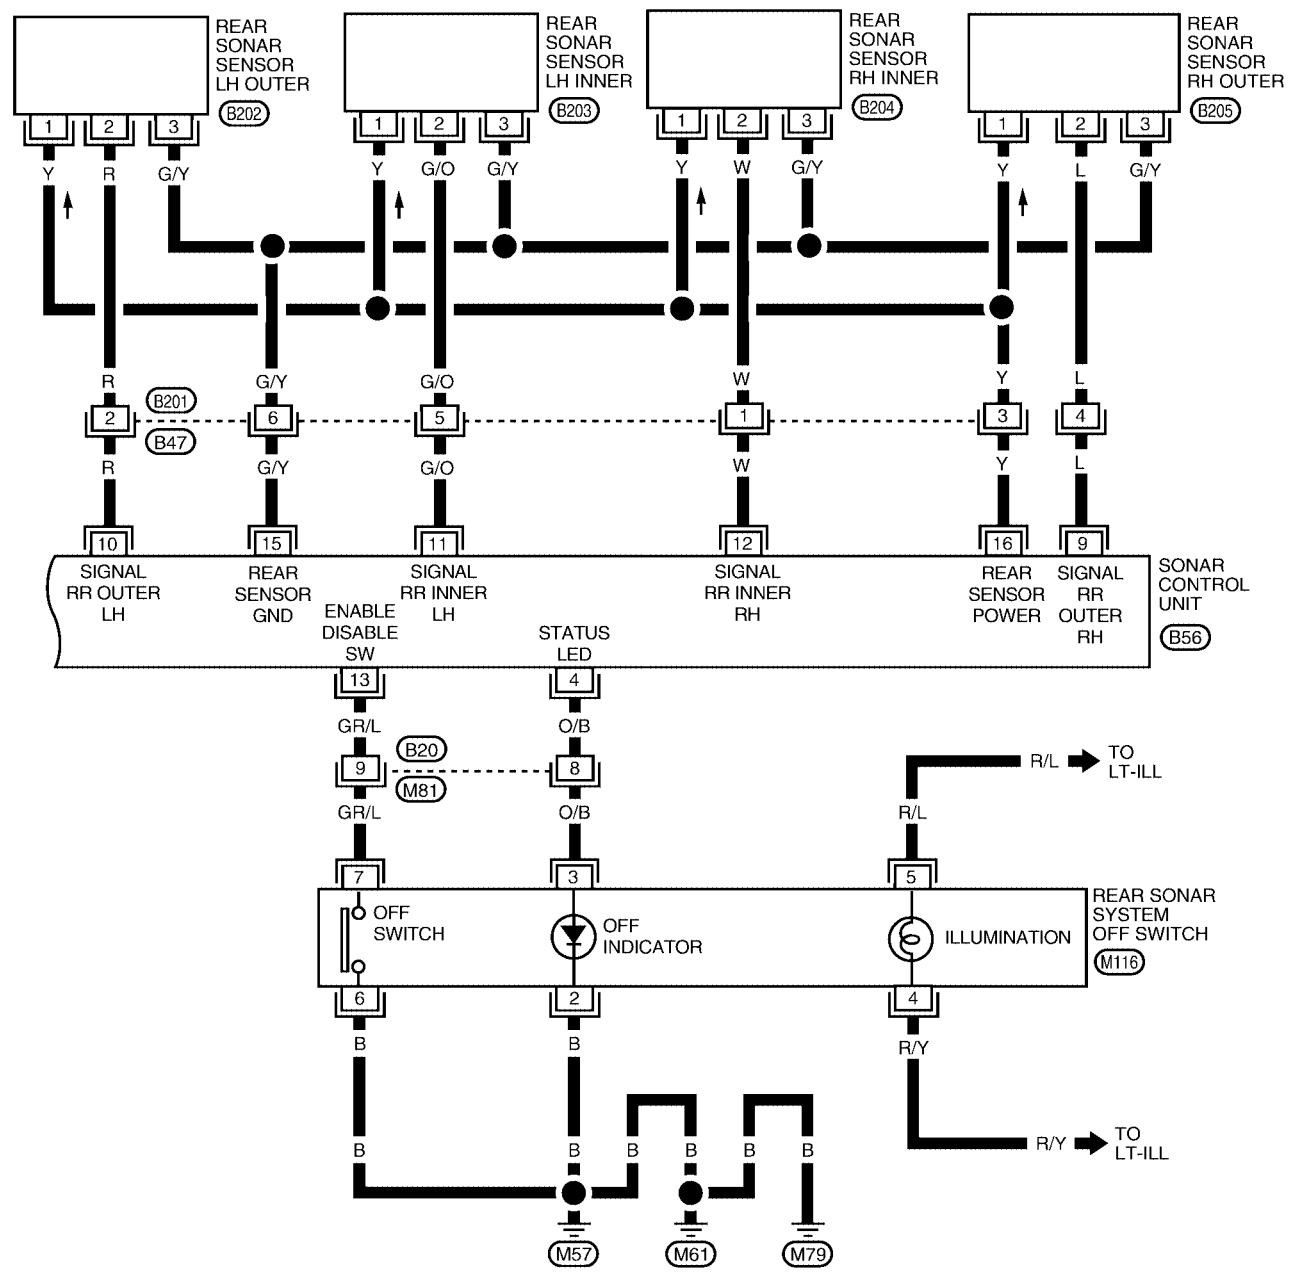 REAR
SONAR
SENSOR
LH OUTER
B202
REAR
SONAR
SENSOR
LH INNER
B203
REAR
SONAR
SENSOR
RH INNER
B204
REAR
SONAR
SENSOR
RH OUTER
B205
1 2 3
1 2 3
1 2 3
1 2 3
Y R G/Y
Y G/O G/Y
Y W G/Y
Y L G/Y
R G/Y G/O W Y L
B201
2 6 5 1 3 4
B47
R G/Y G/O W Y L
10 15 11 12 16 9
SIGNAL
RR OUTER
LH
REAR
SENSOR
GND
SIGNAL
RR INNER
LH
SIGNAL
RR INNER
RH
REAR
SENSOR
POWER
SIGNAL
RR
OUTER
RH
SONAR
CONTROL
UNIT
B56
ENABLE
DISABLE
SW
STATUS
LED
13 4
GR/L O/B
B20
9 8
M81
GR/L O/B
R/L
TO
LT-ILL
R/L
7 3 5
OFF
SWITCH
OFF
INDICATOR
ILLUMINATION
REAR SONAR
SYSTEM
OFF SWITCH
M116
6 2 4
B B R/Y
R/Y
TO
LT-ILL
B B B B B B
M57 M61 M79